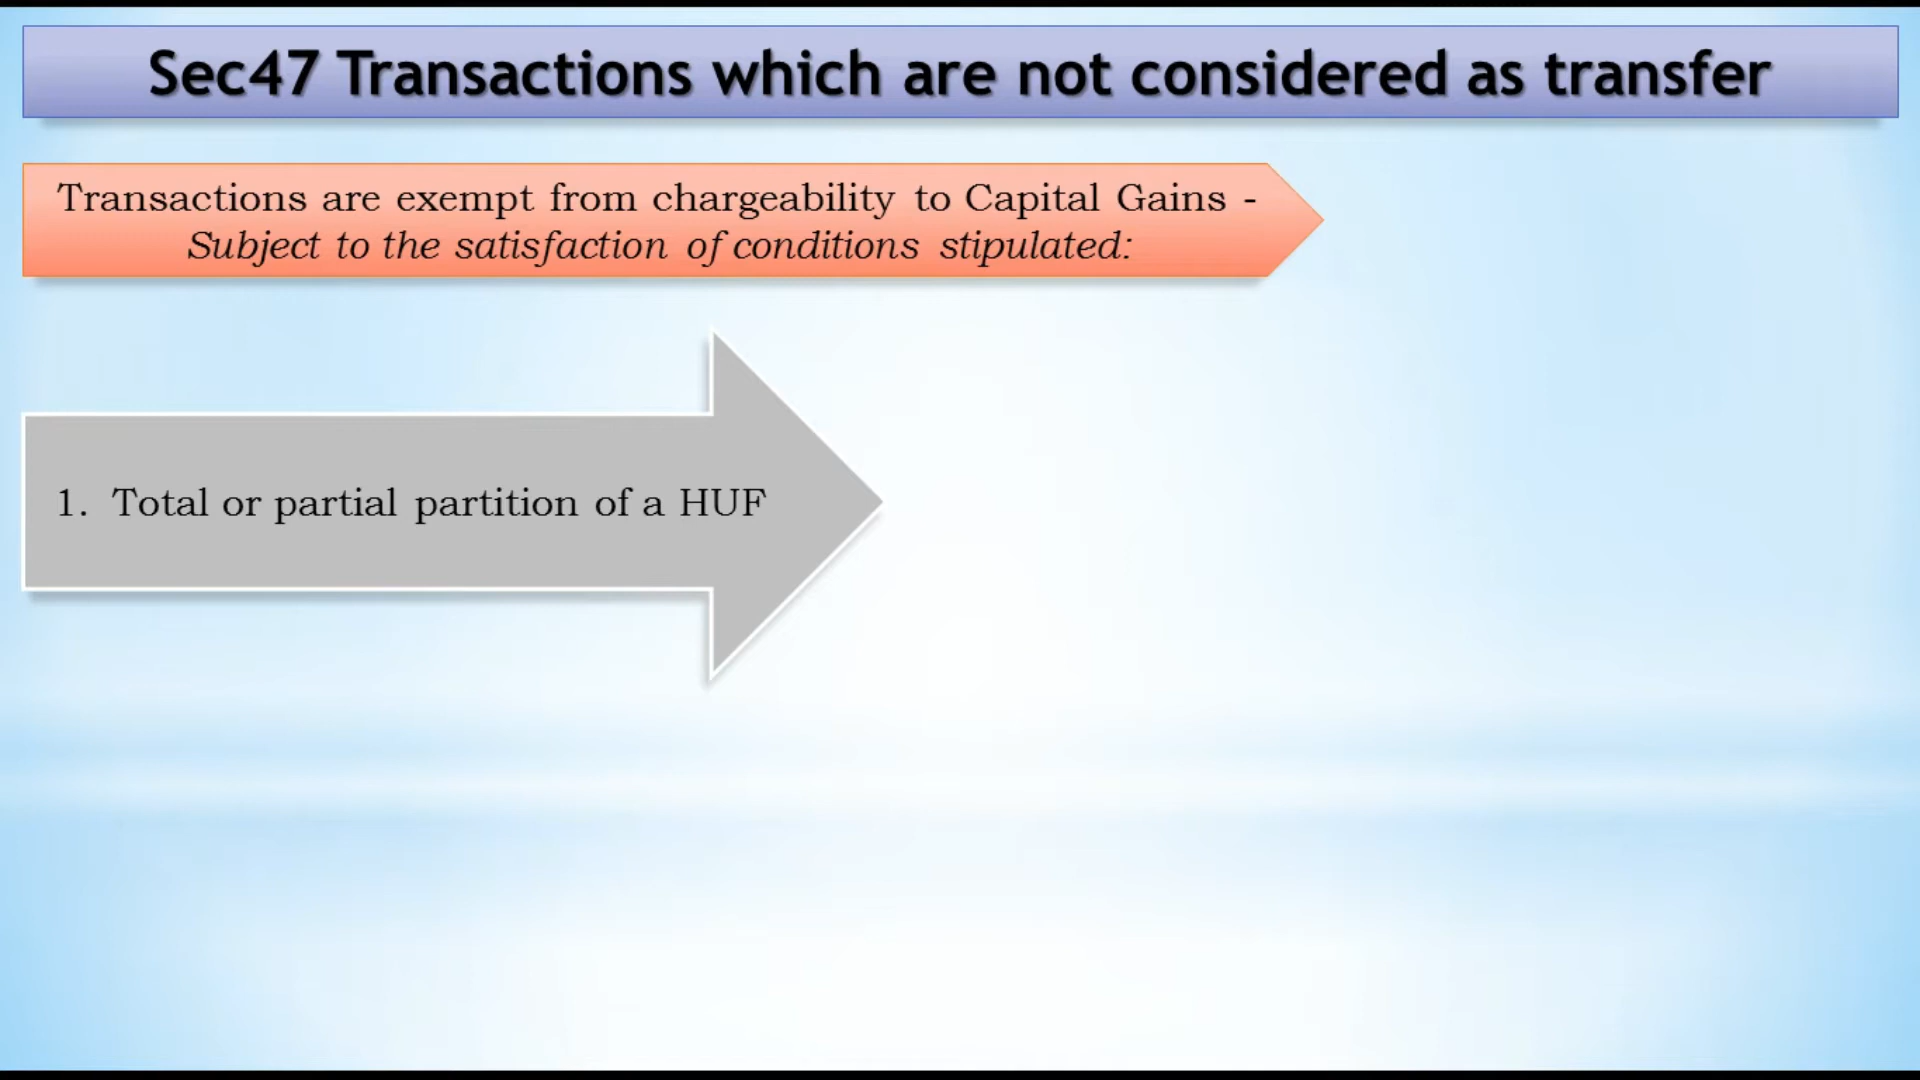 Sec47 Transactions which are not considered as transfer
Transactions are exempt from chargeability to Capital Gains -
Subject to the satisfaction of conditions stipulated:
1. Total or partial partition of a HUF